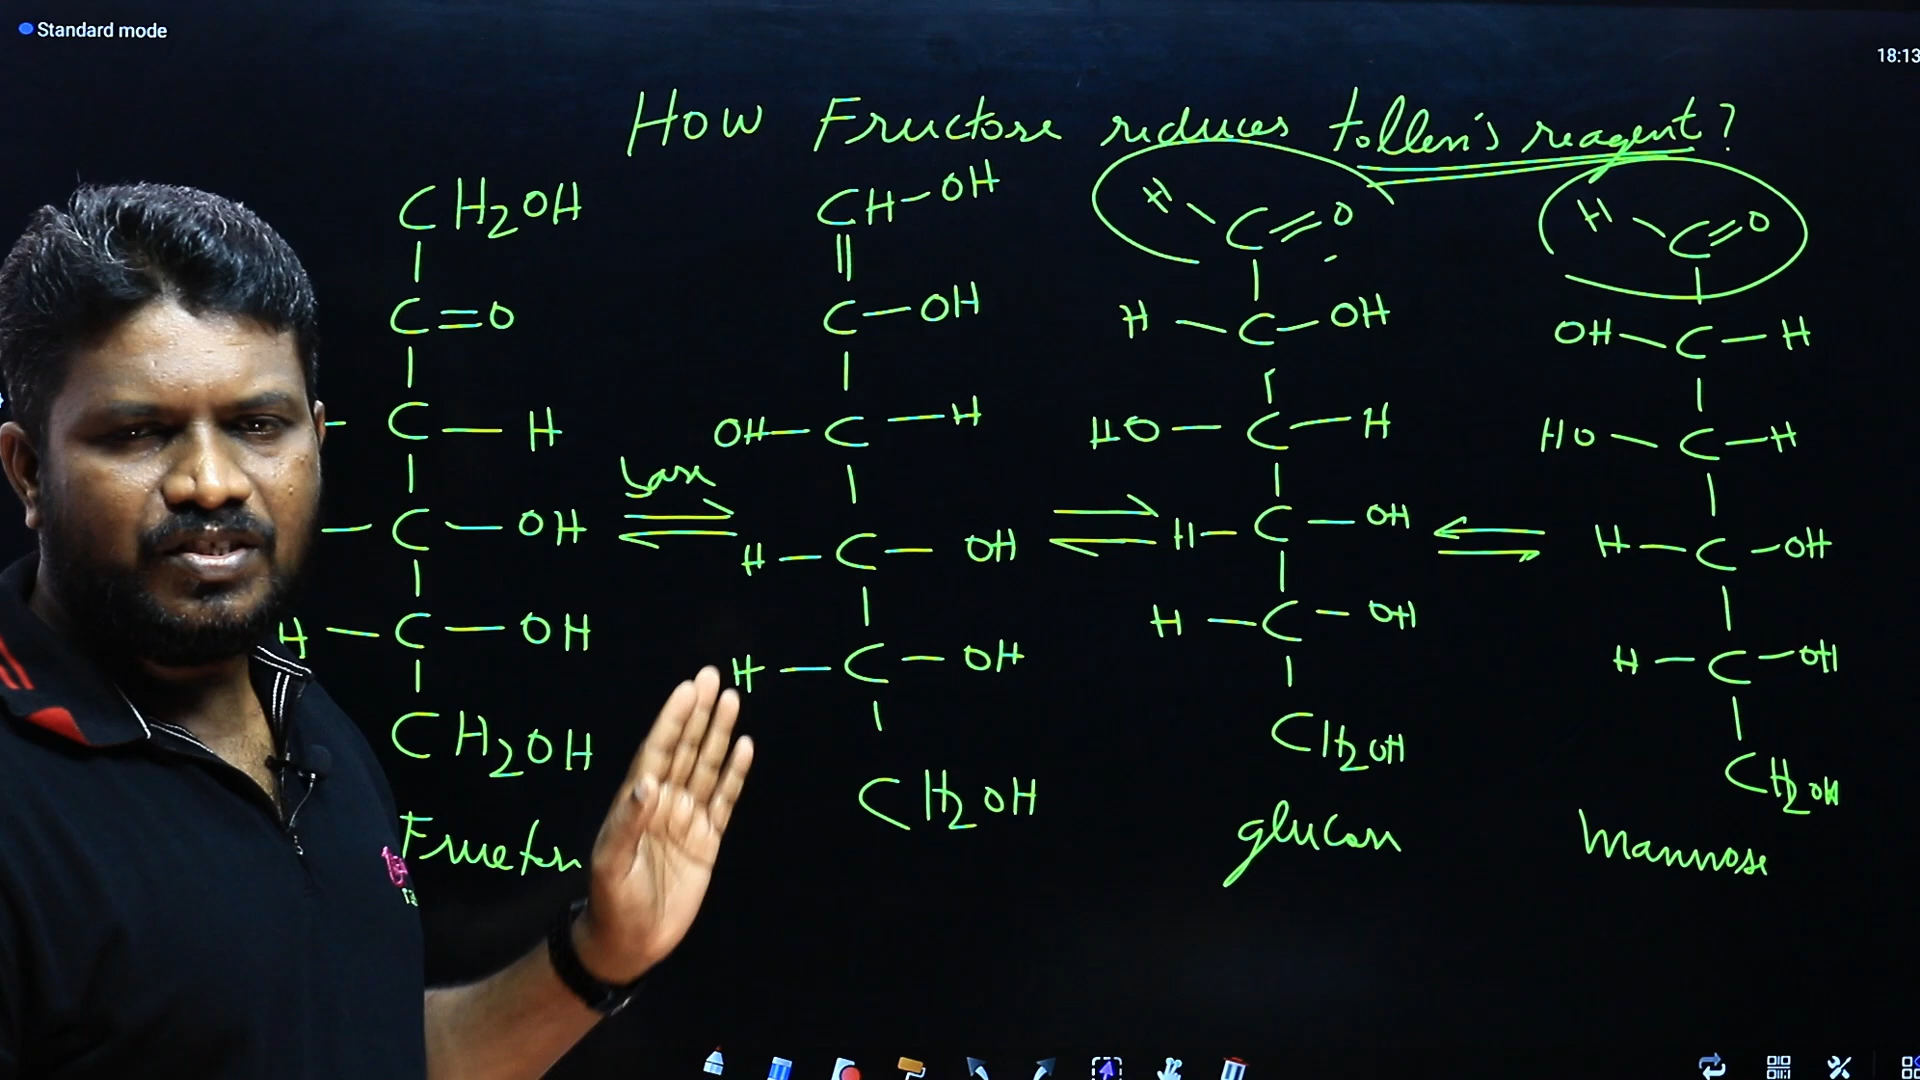 Standard mode
18:13
How Fructose reduces tollen's reagent?
CH2OH
C=O
— C — H
— C — OH
H — C — OH
CH2OH
Fructose
base
CH—OH
||
C—OH
OH— C —H
H— C — OH
H — C — OH
CH2OH
H C=O
H — C — OH
HO — C — H
H— C — OH
H — C — OH
CH2OH
glucose
H C=O
OH — C — H
HO — C —H
H— C —OH
H — C —OH
CH2OH
Mannose